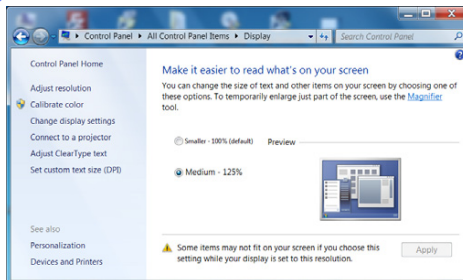 Control Panel ▸ All Control Panel Items ▸ Display
Search Control Panel
Control Panel Home
Adjust resolution
Calibrate color
Change display settings
Connect to a projector
Adjust ClearType text
Set custom text size (DPI)
See also
Personalization
Devices and Printers
Make it easier to read what's on your screen
You can change the size of text and other items on your screen by choosing one of
these options. To temporarily enlarge just part of the screen, use the Magnifier
tool.
Smaller - 100% (default)
Preview
Medium - 125%
Some items may not fit on your screen if you choose this
setting while your display is set to this resolution.
Apply